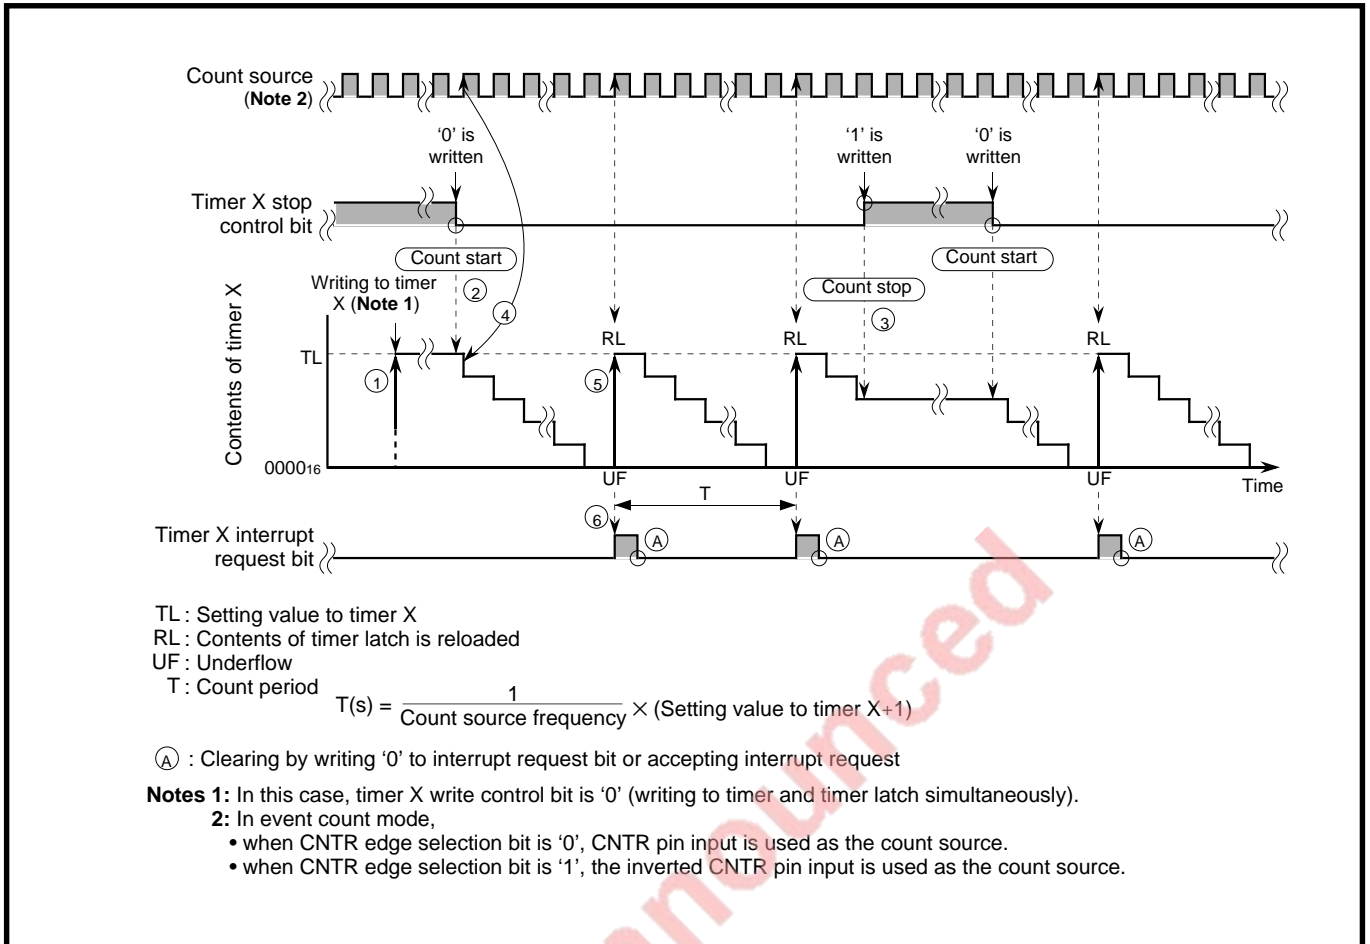 Count source
(Note 2)
‘0’ is
written
‘1’ is
written
‘0’ is
written
Timer X stop
control bit
Count start
Count start
Writing to timer
X (Note 1)
2
4
Count stop
3
Contents of timer X
RL
RL
RL
TL
1
5
0000₁₆
UF
UF
UF
Time
T
6
Timer X interrupt
request bit
A
A
A
TL : Setting value to timer X
RL : Contents of timer latch is reloaded
UF : Underflow
T : Count period
T(s) = 1 / Count source frequency × (Setting value to timer X+1)
A : Clearing by writing ‘0’ to interrupt request bit or accepting interrupt request
Notes 1: In this case, timer X write control bit is ‘0’ (writing to timer and timer latch simultaneously).
2: In event count mode,
• when CNTR edge selection bit is ‘0’, CNTR pin input is used as the count source.
• when CNTR edge selection bit is ‘1’, the inverted CNTR pin input is used as the count source.
nounced